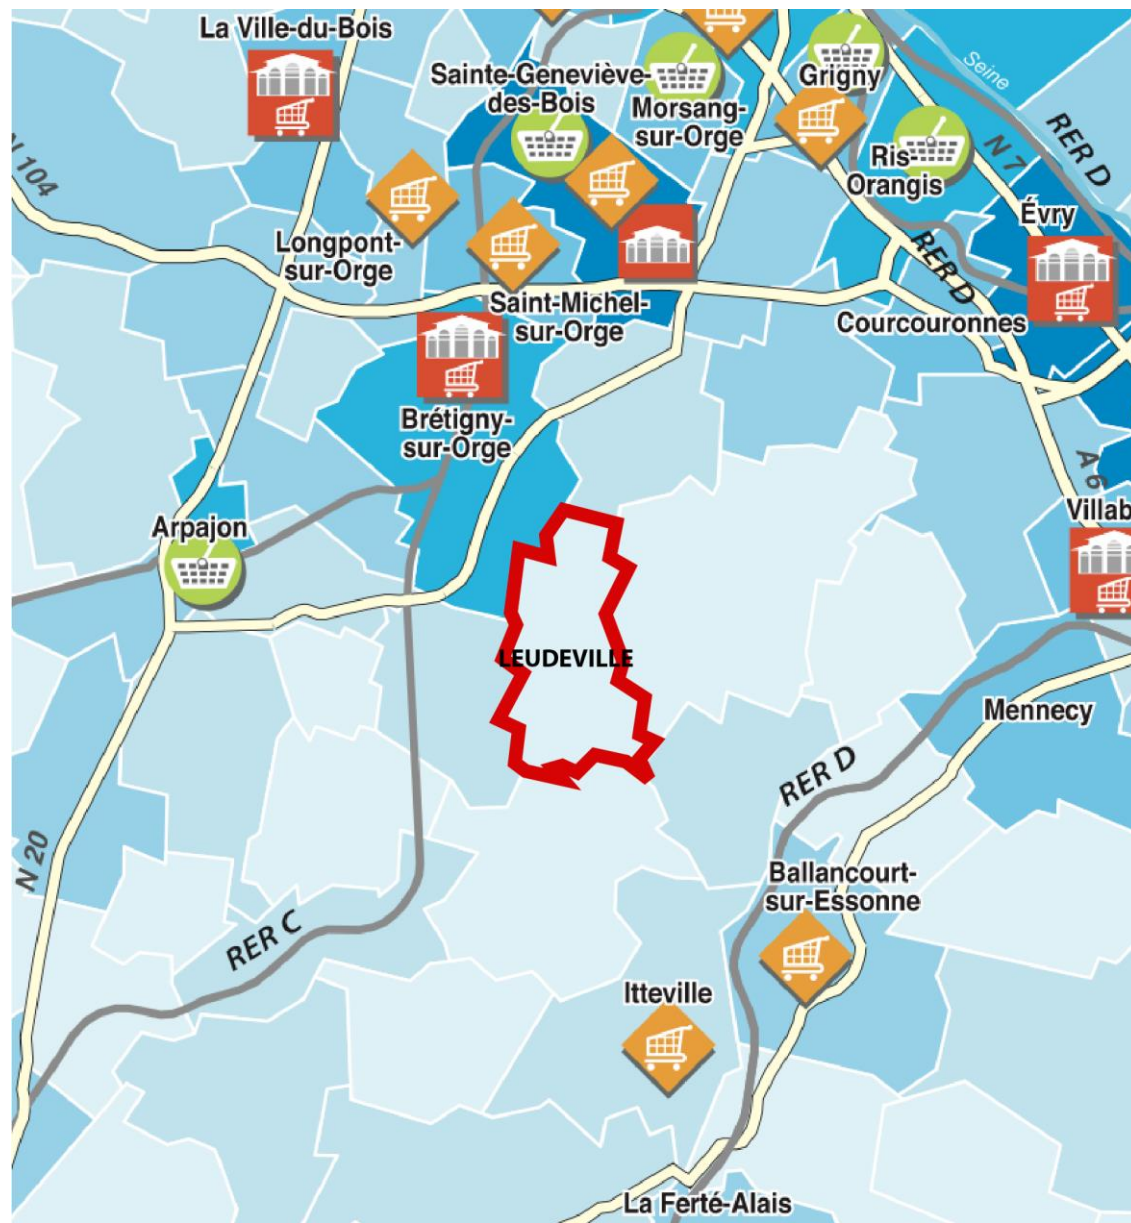 La Ville-du-Bois
Sainte-Geneviève-
des-Bois
Grigny
Seine
Morsang-
sur-Orge
RER D
N 7
Ris-
Orangis
N 104
Évry
Longpont-
sur-Orge
RER D
Saint-Michel-
sur-Orge
Courcouronnes
Brétigny-
sur-Orge
A 6
Villab
Arpajon
LEUDEVILLE
Mennecy
RER D
N 20
Ballancourt-
sur-Essonne
RER C
Itteville
La Ferté-Alais